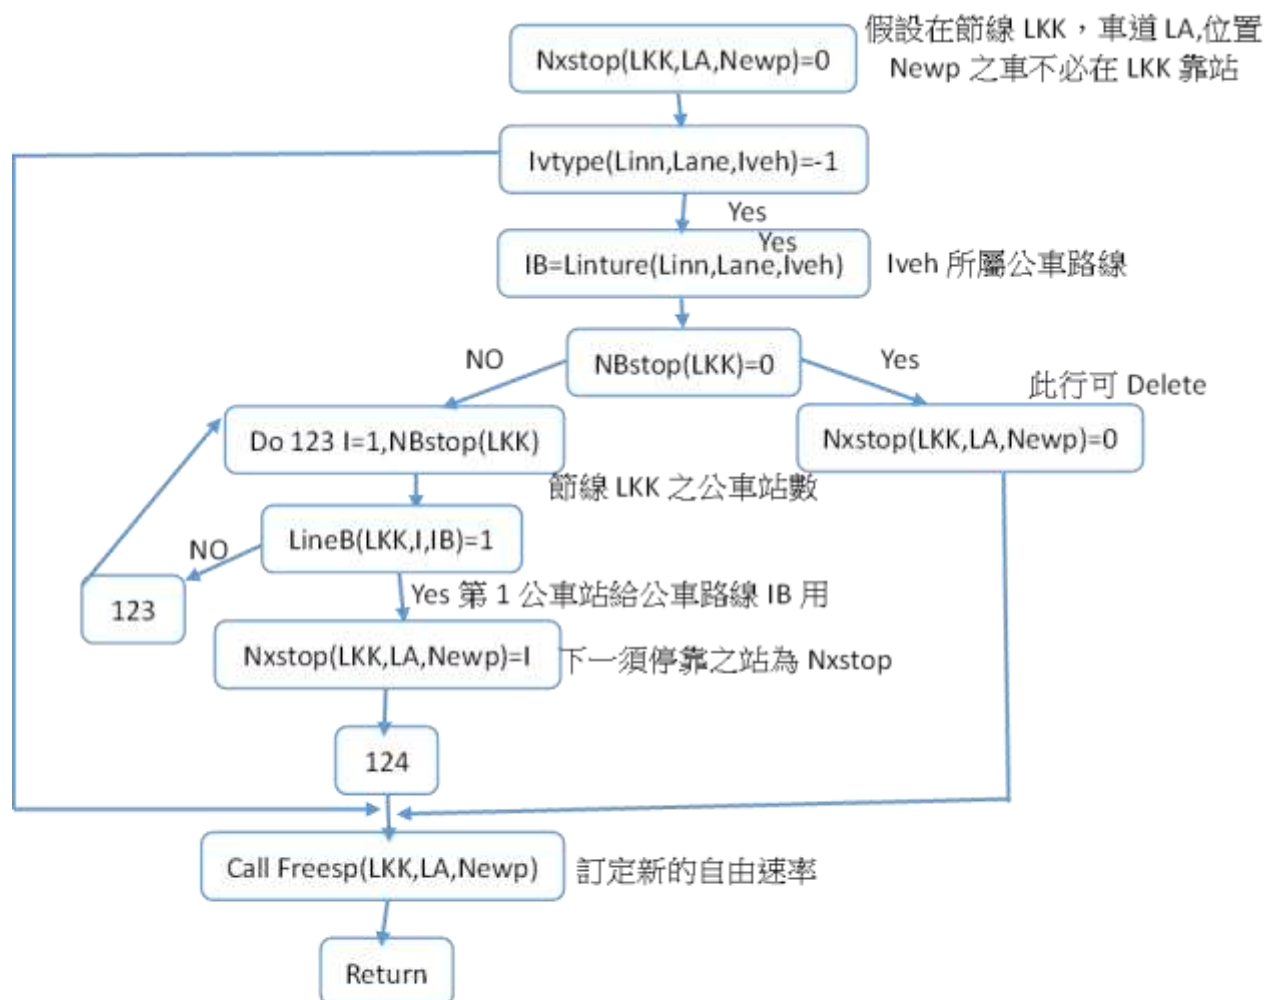 假設在節線 LKK，車道 LA,位置
Nxstop(LKK,LA,Newp)=0
Newp 之車不必在 LKK 靠站
Ivtype(Linn,Lane,Iveh)=-1
Yes
Yes
IB=Linture(Linn,Lane,Iveh)
Iveh 所屬公車路線
NO
NBstop(LKK)=0
Yes
此行可 Delete
Do 123 I=1,NBstop(LKK)
Nxstop(LKK,LA,Newp)=0
節線 LKK 之公車站數
LineB(LKK,I,IB)=1
NO
123
Yes 第 1 公車站給公車路線 IB 用
Nxstop(LKK,LA,Newp)=I
下一須停靠之站為 Nxstop
124
Call Freesp(LKK,LA,Newp)
訂定新的自由速率
Return